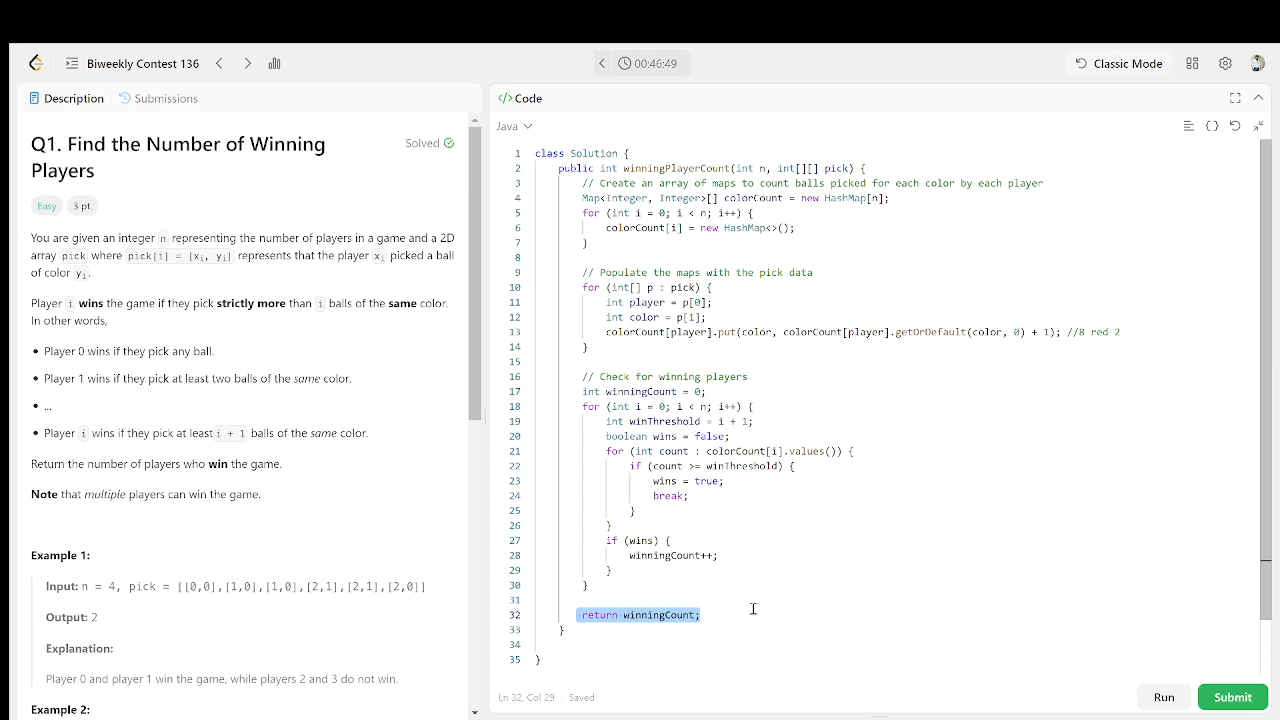 Biweekly Contest 136
00:46:49
Classic Mode
Description
Submissions
Q1. Find the Number of Winning
Players
Solved
Easy
3 pt.
You are given an integer n representing the number of players in a game and a 2D
array pick where pick[i] = [xi, yi] represents that the player xi picked a ball
of color yi.
Player i wins the game if they pick strictly more than i balls of the same color.
In other words,
• Player 0 wins if they pick any ball.
• Player 1 wins if they pick at least two balls of the same color.
• ...
• Player i wins if they pick at least i + 1 balls of the same color.
Return the number of players who win the game.
Note that multiple players can win the game.
Example 1:
Input: n = 4, pick = [[0,0],[1,0],[1,0],[2,1],[2,1],[2,0]]
Output: 2
Explanation:
Player 0 and player 1 win the game, while players 2 and 3 do not win.
Example 2:
</> Code
Java
1 class Solution {
2 public int winningPlayerCount(int n, int[][] pick) {
3 // Create an array of maps to count balls picked for each color by each player
4 Map<Integer, Integer>[] colorCount = new HashMap[n];
5 for (int i = 0; i < n; i++) {
6 colorCount[i] = new HashMap<>();
7 }
8
9 // Populate the maps with the pick data
10 for (int[] p : pick) {
11 int player = p[0];
12 int color = p[1];
13 colorCount[player].put(color, colorCount[player].getOrDefault(color, 0) + 1); //8 red 2
14 }
15
16 // Check for winning players
17 int winningCount = 0;
18 for (int i = 0; i < n; i++) {
19 int winThreshold = i + 1;
20 boolean wins = false;
21 for (int count : colorCount[i].values()) {
22 if (count >= winThreshold) {
23 wins = true;
24 break;
25 }
26 }
27 if (wins) {
28 winningCount++;
29 }
30 }
31
32 return winningCount;
33 }
34
35 }
Ln 32, Col 29
Saved
Run
Submit